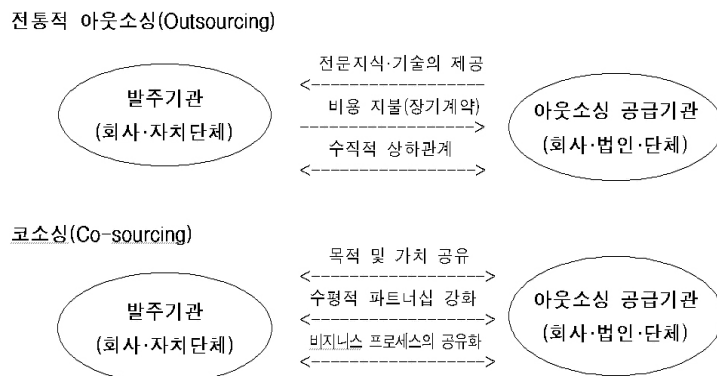 전통적 아웃소싱(Outsourcing)
전문지식·기술의 제공
발주기관
(회사·자치단체)
비용 지불(장기계약)
수직적 상하관계
아웃소싱 공급기관
(회사·법인·단체)
코소싱(Co-sourcing)
목적 및 가치 공유
발주기관
(회사·자치단체)
수평적 파트너십 강화
비지니스 프로세스의 공유화
아웃소싱 공급기관
(회사·법인·단체)